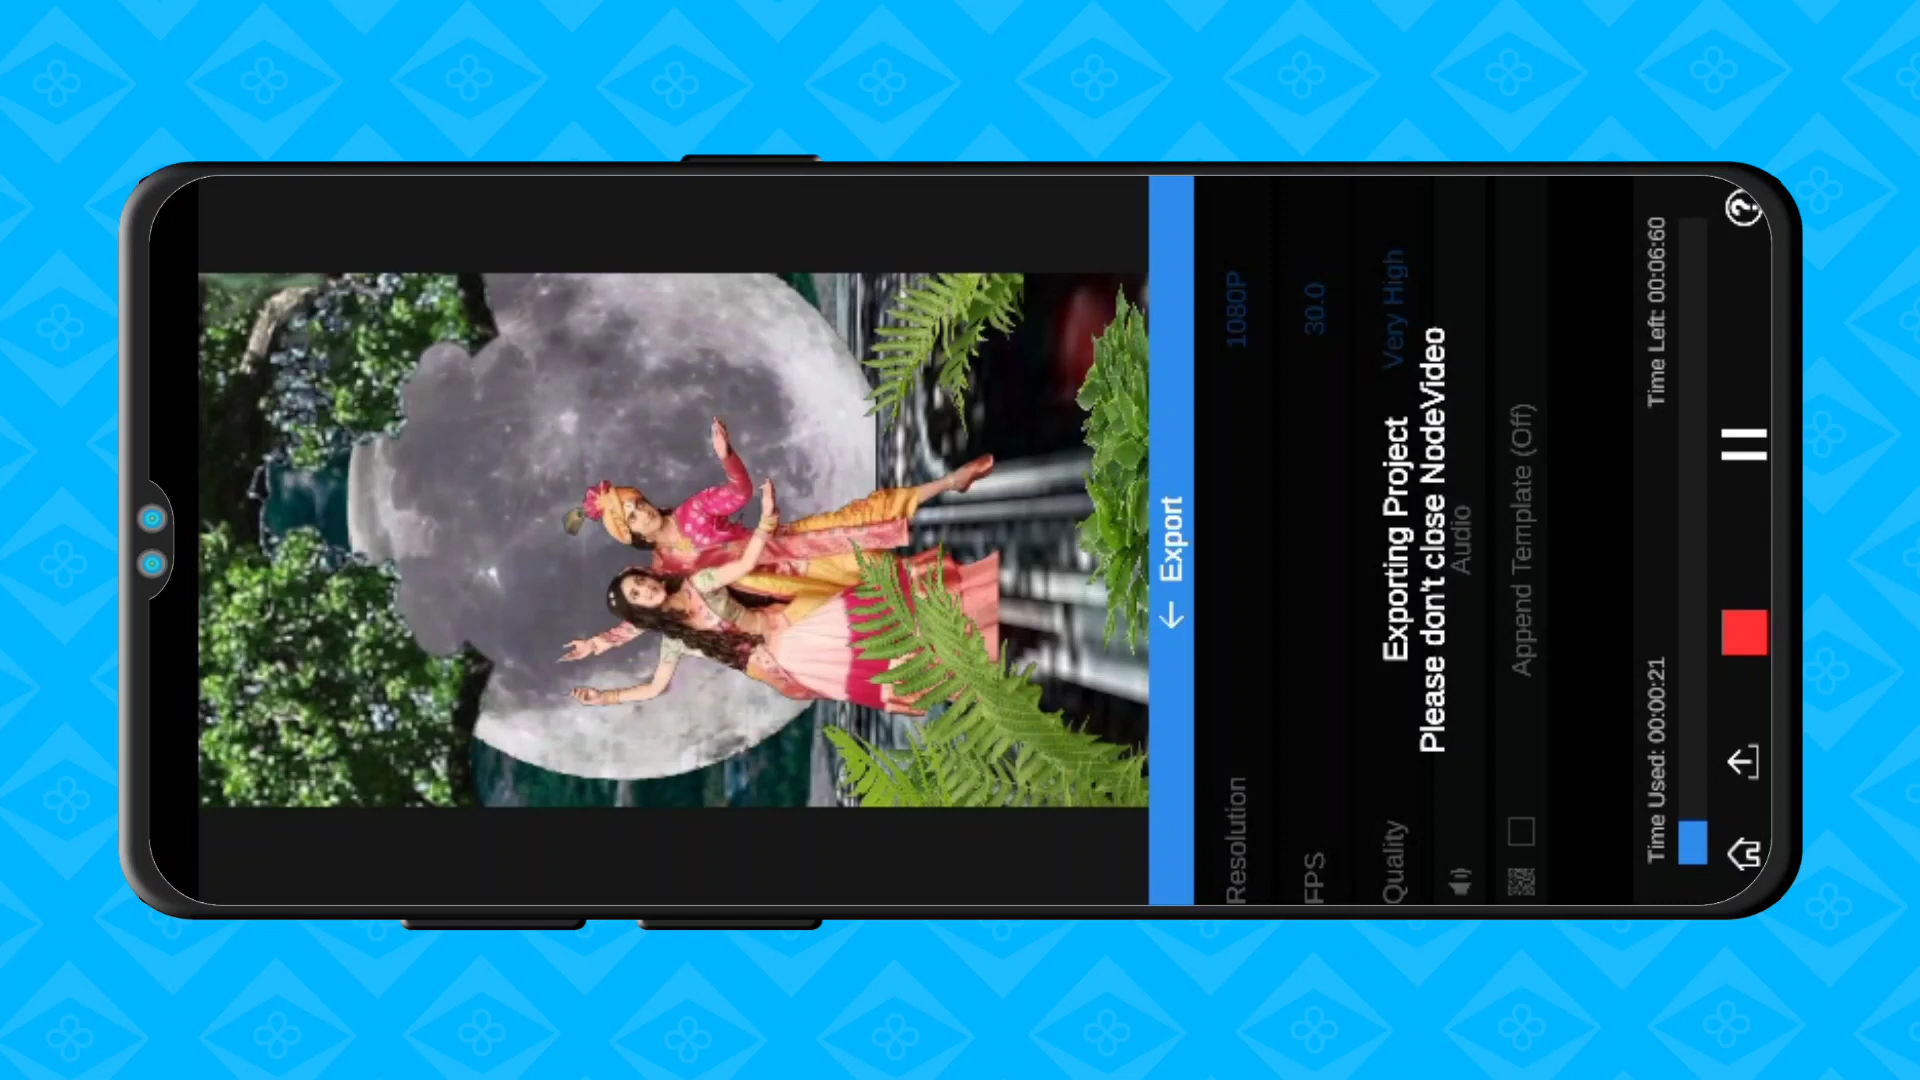 ← Export
Resolution 1080P
FPS 30.0
Quality Very High
Exporting Project
Please don't close NodeVideo
Audio
Append Template (Off)
Time Used: 00:00:21 Time Left: 00:06:60